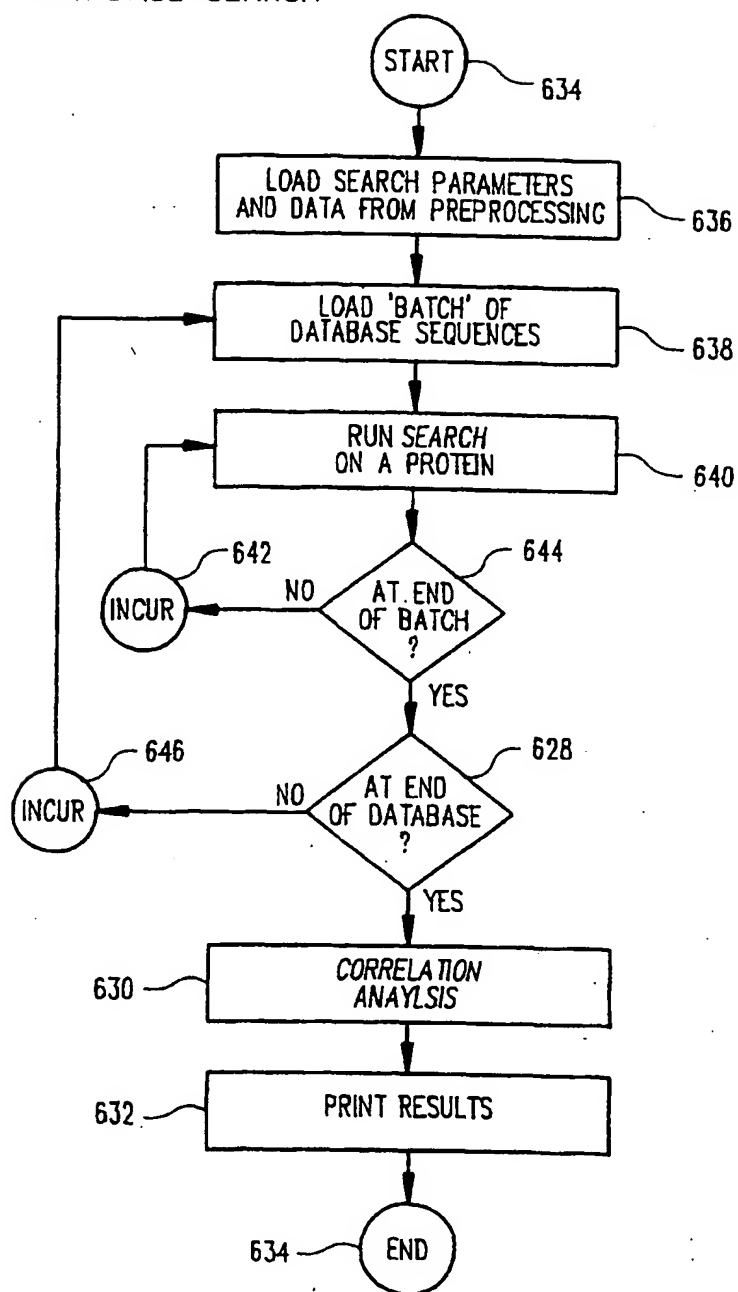 START
634
LOAD SEARCH PARAMETERS
AND DATA FROM PREPROCESSING
636
LOAD 'BATCH' OF
DATABASE SEQUENCES
638
RUN SEARCH
ON A PROTEIN
640
642
644
INCUR
NO
AT END
OF BATCH
?
YES
646
628
INCUR
NO
AT END
OF DATABASE
?
YES
630
CORRELATION
ANAYLSIS
632
PRINT RESULTS
634
END